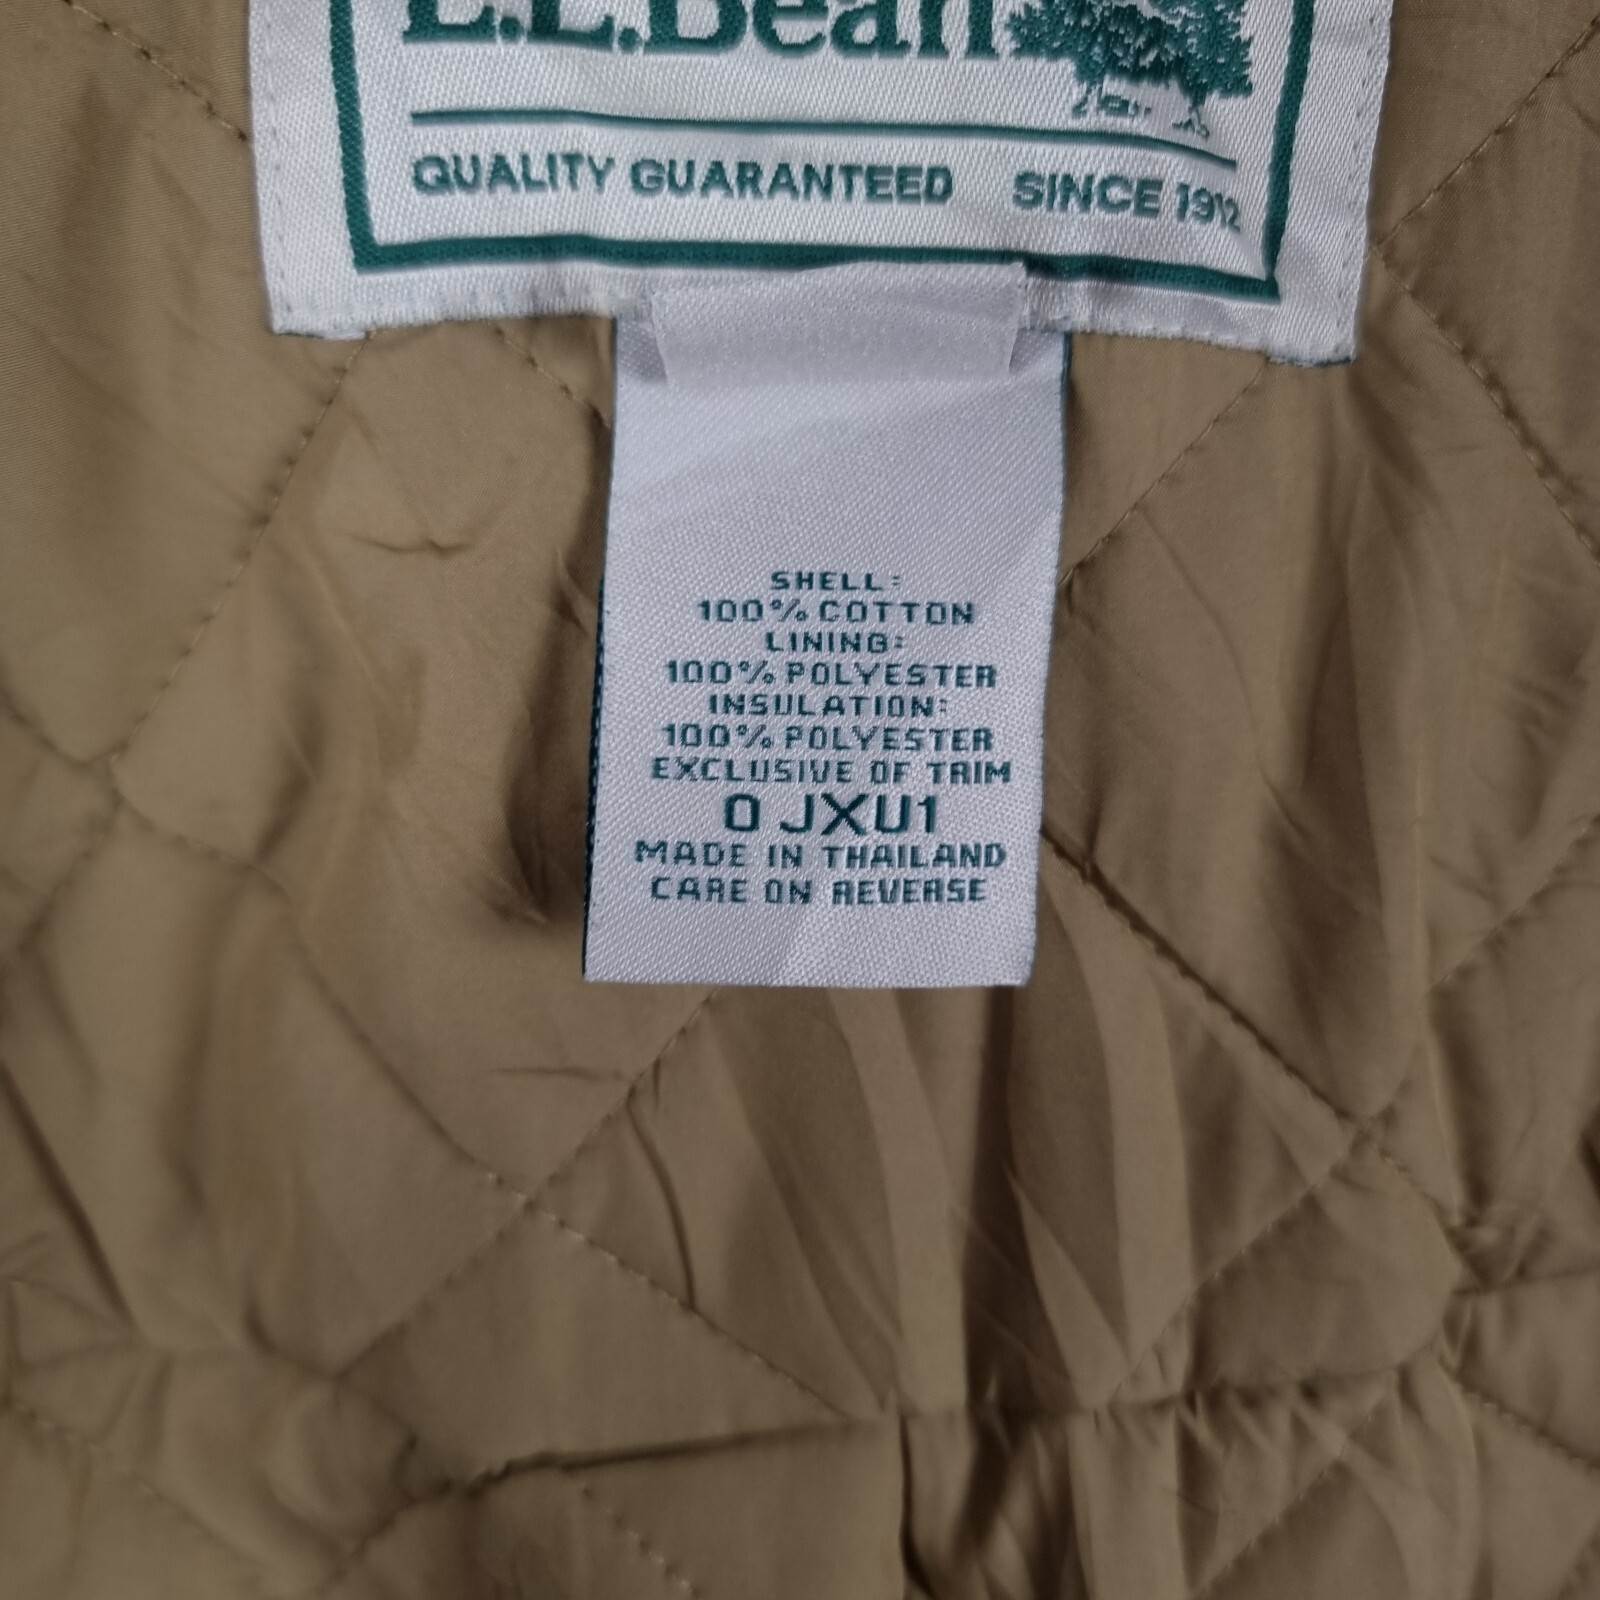 L.L.Bean
QUALITY GUARANTEED SINCE 1912
SHELL:
100% COTTON
LINING:
100% POLYESTER
INSULATION:
100% POLYESTER
EXCLUSIVE OF TRIM
0 JXU1
MADE IN THAILAND
CARE ON REVERSE